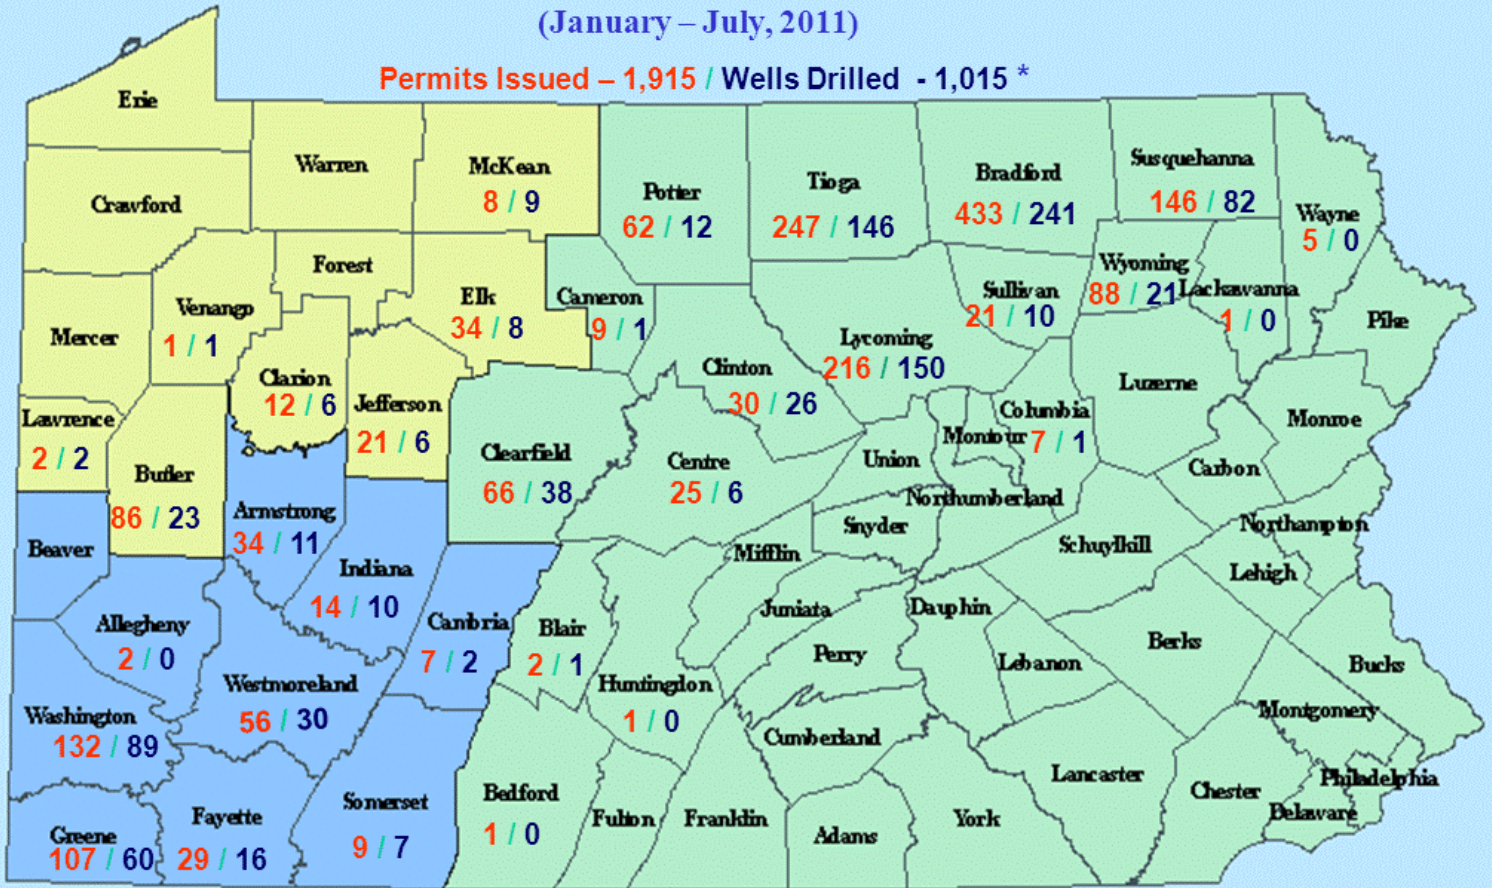 (January – July, 2011)
Permits Issued – 1,915 / Wells Drilled - 1,015 *
Erie
Warren
McKean
8 / 9
Crawford
Potter
62 / 12
Tioga
247 / 146
Bradford
433 / 241
Susquehanna
146 / 82
Wayne
5 / 0
Forest
Venango
1 / 1
Elk
34 / 8
Cameron
9 / 1
Sullivan
21 / 10
Wyoming
88 / 21
Lackawanna
1 / 0
Pike
Mercer
Lycoming
216 / 150
Clinton
30 / 26
Clarion
12 / 6
Jefferson
21 / 6
Luzerne
Columbia
7 / 1
Montour
Monroe
Lawrence
2 / 2
Butler
86 / 23
Clearfield
66 / 38
Centre
25 / 6
Union
Carbon
Northumberland
Snyder
Northampton
Armstrong
34 / 11
Beaver
Schuylkill
Mifflin
Lehigh
Indiana
14 / 10
Juniata
Dauphin
Allegheny
2 / 0
Cambria
7 / 2
Blair
2 / 1
Perry
Lebanon
Berks
Bucks
Westmoreland
56 / 30
Huntingdon
1 / 0
Washington
132 / 89
Cumberland
Montgomery
Lancaster
Philadelphia
Chester
Delaware
Somerset
9 / 7
Bedford
1 / 0
Fulton
Franklin
Adams
York
Fayette
29 / 16
Greene
107 / 60